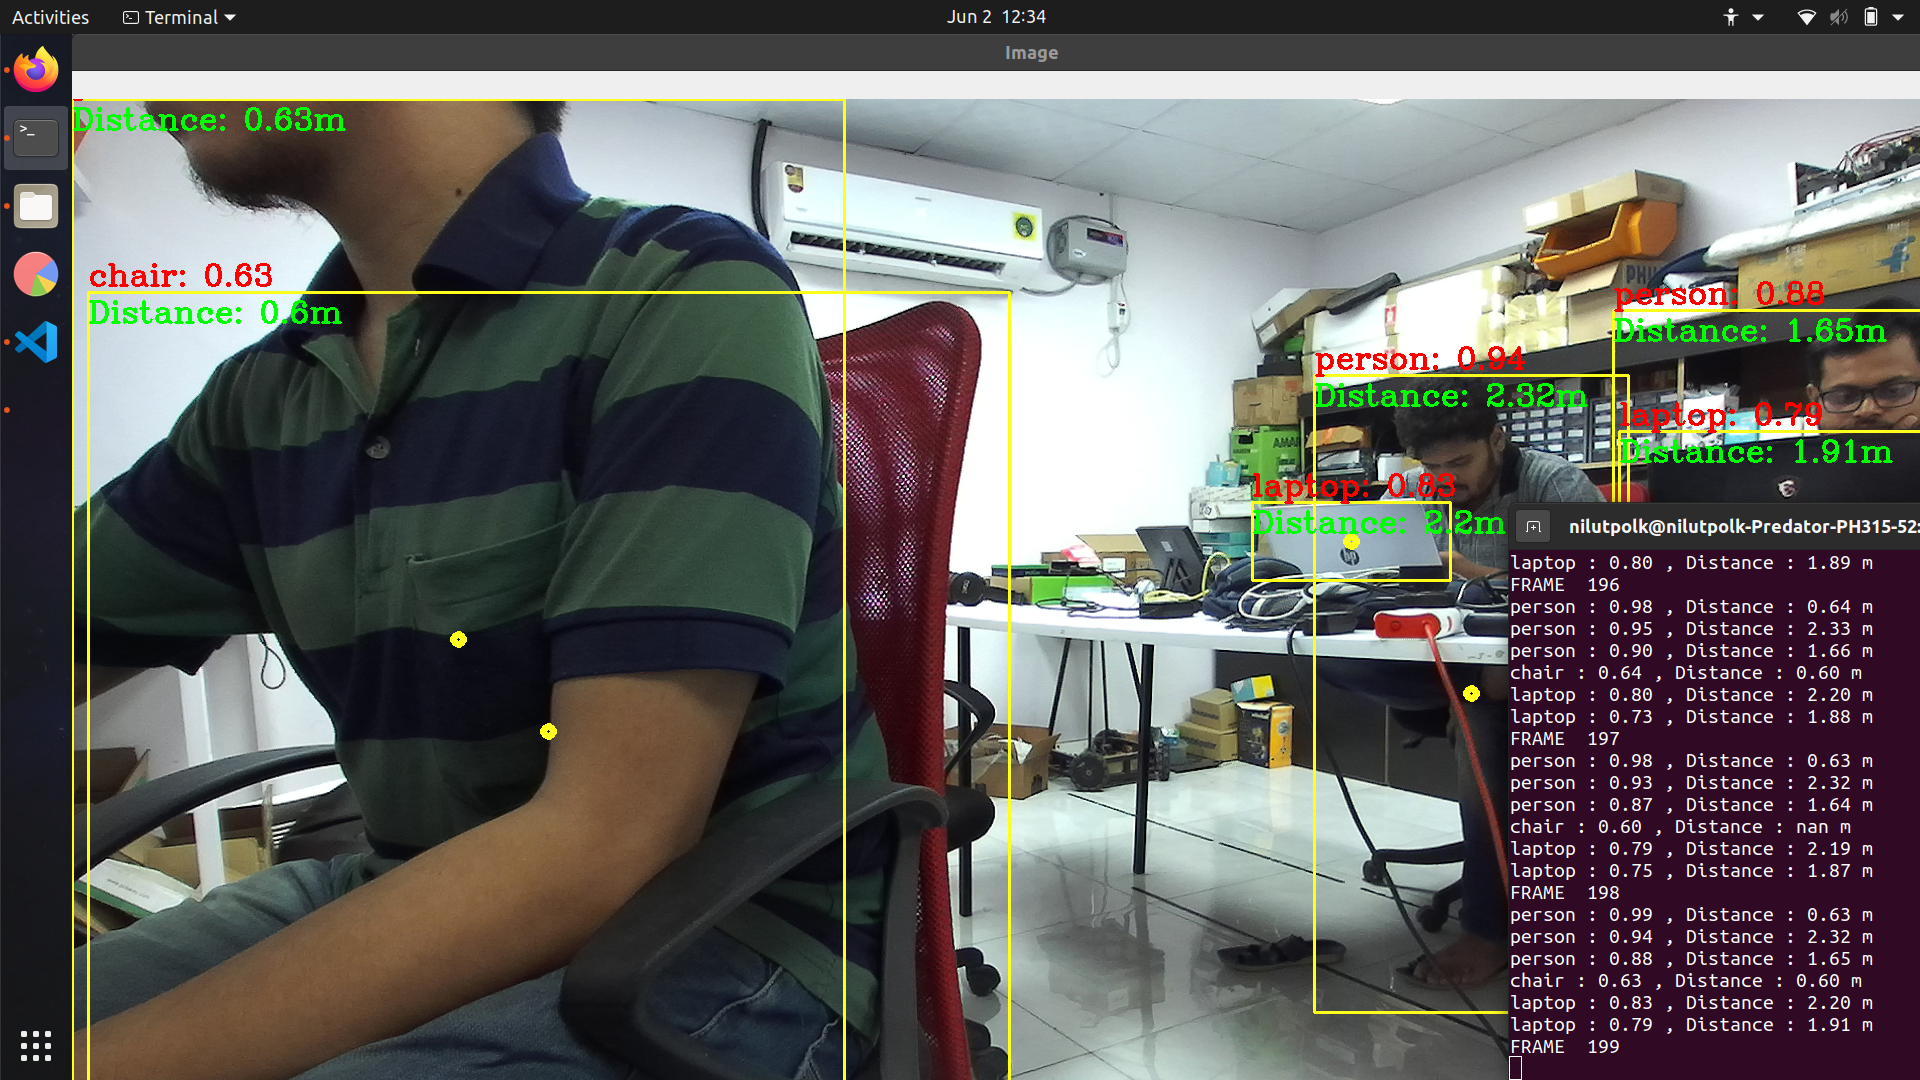 Activities
Terminal
Jun 2 12:34
Image
Distance: 0.63m
chair: 0.63
Distance: 0.6m
person: 0.88
Distance: 1.65m
person: 0.94
Distance: 2.32m
laptop: 0.79
Distance: 1.91m
laptop: 0.83
Distance: 2.2m
hp
PHIL
AMAR
nilutpolk@nilutpolk-Predator-PH315-52:
laptop : 0.80 , Distance : 1.89 m
FRAME 196
person : 0.98 , Distance : 0.64 m
person : 0.95 , Distance : 2.33 m
person : 0.90 , Distance : 1.66 m
chair : 0.64 , Distance : 0.60 m
laptop : 0.80 , Distance : 2.20 m
laptop : 0.73 , Distance : 1.88 m
FRAME 197
person : 0.98 , Distance : 0.63 m
person : 0.93 , Distance : 2.32 m
person : 0.87 , Distance : 1.64 m
chair : 0.60 , Distance : nan m
laptop : 0.79 , Distance : 2.19 m
laptop : 0.75 , Distance : 1.87 m
FRAME 198
person : 0.99 , Distance : 0.63 m
person : 0.94 , Distance : 2.32 m
person : 0.88 , Distance : 1.65 m
chair : 0.63 , Distance : 0.60 m
laptop : 0.83 , Distance : 2.20 m
laptop : 0.79 , Distance : 1.91 m
FRAME 199